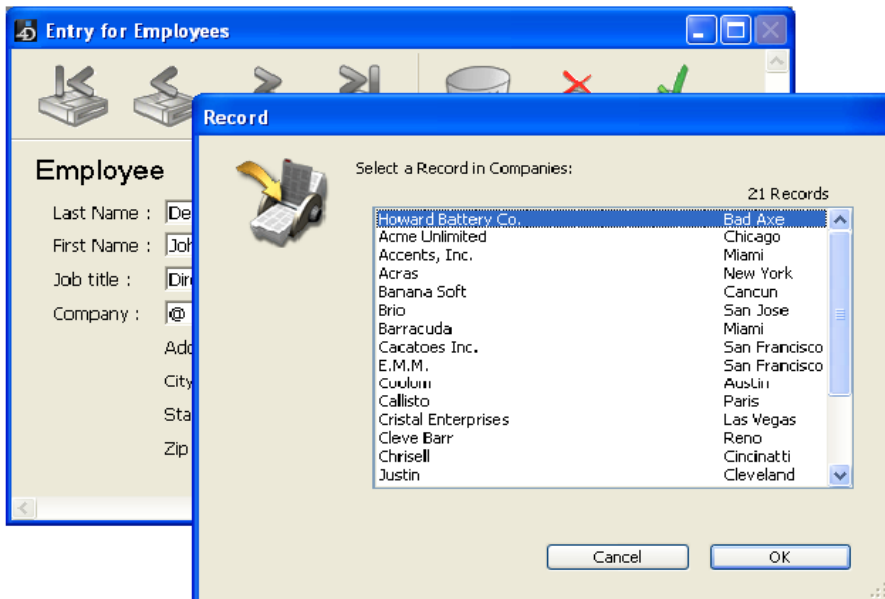 Entry for Employees
Record
Employee
Last Name : De
First Name : Joh
Job title : Dire
Company : @
Add
City
Sta
Zip
Select a Record in Companies:
21 Records
Howard Battery Co. Bad Axe
Acme Unlimited Chicago
Accents, Inc. Miami
Acras New York
Banana Soft Cancun
Brio San Jose
Barracuda Miami
Cacatoes Inc. San Francisco
E.M.M. San Francisco
Coulom Austin
Callisto Paris
Cristal Enterprises Las Vegas
Cleve Barr Reno
Chrisell Cincinatti
Justin Cleveland
Cancel OK